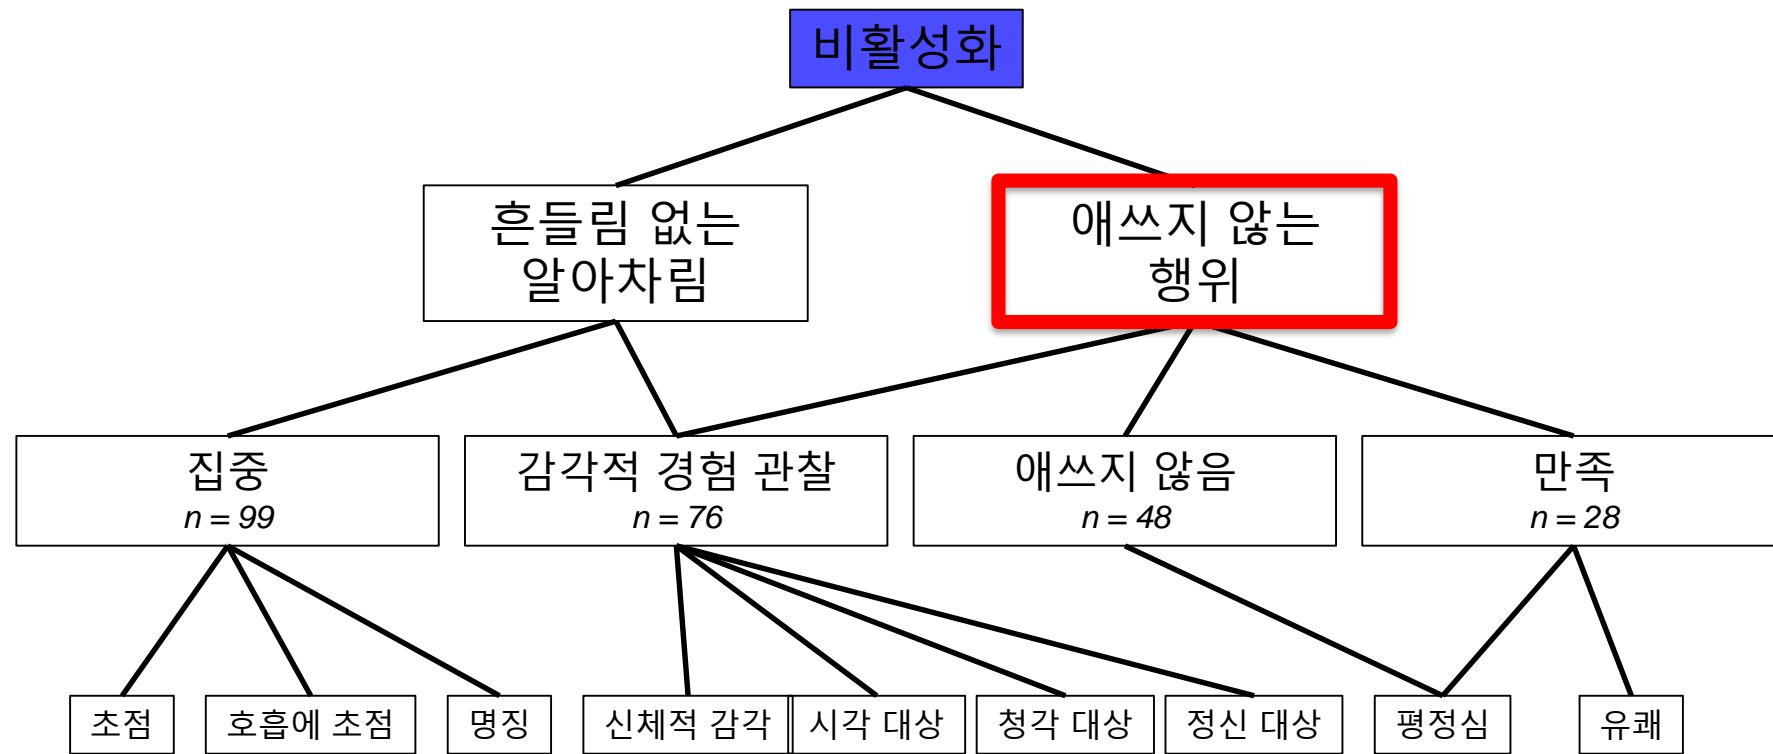 비활성화
흔들림 없는
알아차림
애쓰지 않는
행위
집중
n = 99
감각적 경험 관찰
n = 76
애쓰지 않음
n = 48
만족
n = 28
초점
호흡에 초점
명징
신체적 감각
시각 대상
청각 대상
정신 대상
평정심
유쾌